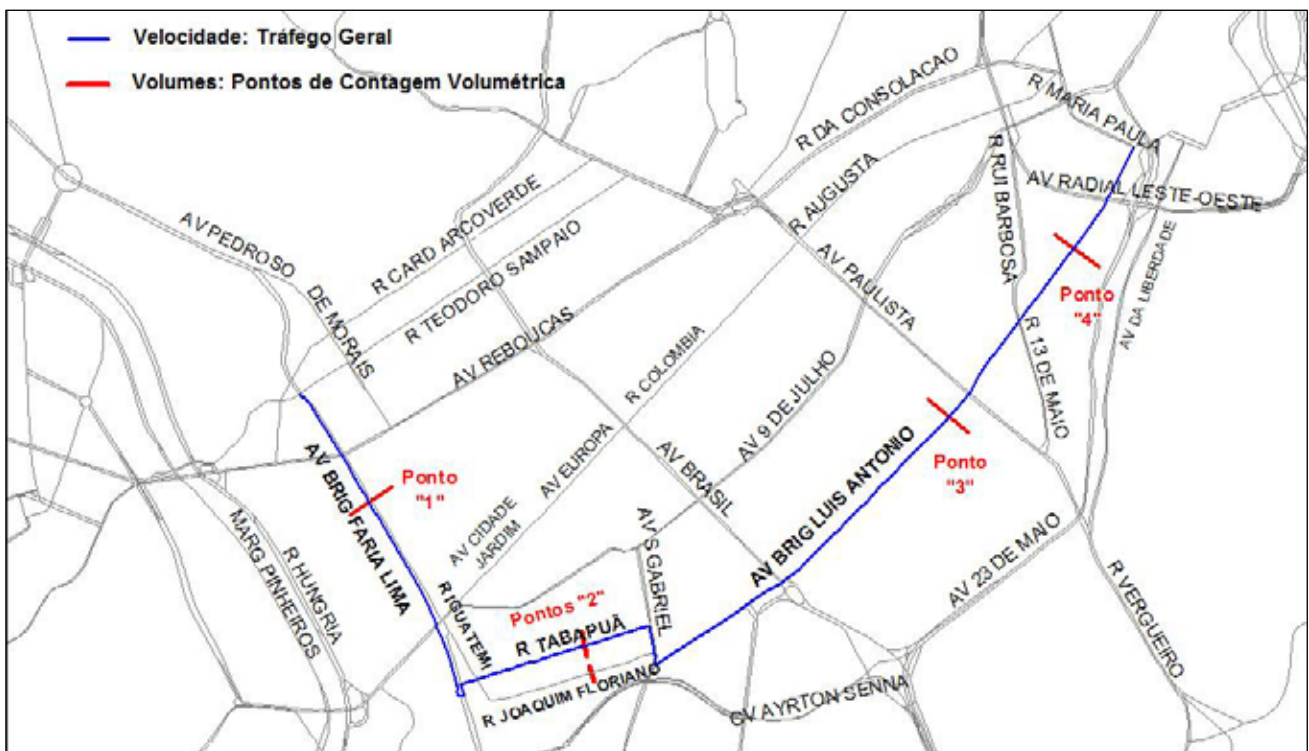 Velocidade: Tráfego Geral
Volumes: Pontos de Contagem Volumétrica
R DA CONSOLACAO
R MARIA PAULA
R RUI BARBOSA
AV RADIAL LESTE-OESTE
R CARD ARCOVERDE
R AUGUSTA
AV PEDROSO
DE MORAIS
R TEODORO SAMPAIO
AV REBOUCAS
AV PAULISTA
Ponto
"4"
AV DA LIBERDADE
R COLOMBIA
R 13 DE MAIO
AV 9 DE JULHO
AV BRIG FARIA LIMA
Ponto
"1"
AV EUROPA
AV CIDADE
JARDIM
AV BRASIL
AV BRIG LUIS ANTONIO
Ponto
"3"
MARG PINHEIROS
R HUNGRIA
R IGUATEMI
Pontos "2"
R TABAPUÃ
AV S GABRIEL
AV 23 DE MAIO
R VERGUEIRO
R JOAQUIM FLORIANO
CV AYRTON SENNA